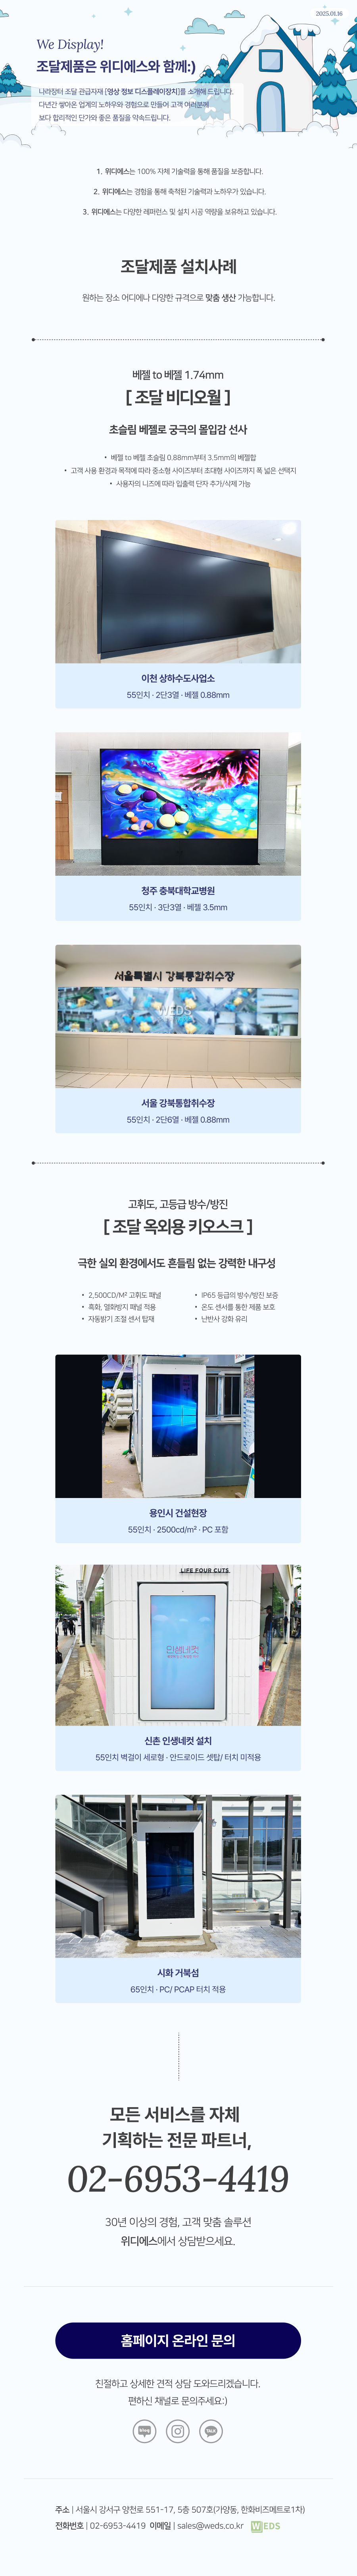 2025.01.16
We Display!
조달제품은 위디에스와 함께:)
나라장터 조달 관급자재 [영상 정보 디스플레이장치]를 소개해 드립니다.
다년간 쌓아온 업계의 노하우와 경험으로 만들어 고객 여러분께
보다 합리적인 단가와 좋은 품질을 약속드립니다.
1. 위디에스는 100% 자체 기술력을 통해 품질을 보증합니다.
2. 위디에스는 경험을 통해 축적된 기술력과 노하우가 있습니다.
3. 위디에스는 다양한 레퍼런스 및 설치 시공 역량을 보유하고 있습니다.
조달제품 설치사례
원하는 장소 어디에나 다양한 규격으로 맞춤 생산 가능합니다.
베젤 to 베젤 1.74mm
[ 조달 비디오월 ]
초슬림 베젤로 궁극의 몰입감 선사
• 베젤 to 베젤 초슬림 0.88mm부터 3.5mm의 베젤합
• 고객 사용 환경과 목적에 따라 중소형 사이즈부터 초대형 사이즈까지 폭 넓은 선택지
• 사용자의 니즈에 따라 입출력 단자 추가/삭제 가능
이천 상하수도사업소
55인치 · 2단3열 · 베젤 0.88mm
청주 충북대학교병원
55인치 · 3단3열 · 베젤 3.5mm
서울특별시 강북통합취수장
WEDS
서울 강북통합취수장
55인치 · 2단6열 · 베젤 0.88mm
고휘도, 고등급 방수/방진
[ 조달 옥외용 키오스크 ]
극한 실외 환경에서도 흔들림 없는 강력한 내구성
• 2,500CD/M² 고휘도 패널
• 흑화, 열화방지 패널 적용
• 자동밝기 조절 센서 탑재
• IP65 등급의 방수/방진 보증
• 온도 센서를 통한 제품 보호
• 난반사 강화 유리
용인시 건설현장
55인치 · 2500cd/m² · PC 포함
LIFE FOUR CUTS
인생네컷
신촌 인생네컷 설치
55인치 벽걸이 세로형 · 안드로이드 셋탑/ 터치 미적용
시화 거북섬
65인치 · PC/ PCAP 터치 적용
모든 서비스를 자체
기획하는 전문 파트너,
02-6953-4419
30년 이상의 경험, 고객 맞춤 솔루션
위디에스에서 상담받으세요.
홈페이지 온라인 문의
친절하고 상세한 견적 상담 도와드리겠습니다.
편하신 채널로 문의주세요:)
blog
TALK
주소 | 서울시 강서구 양천로 551-17, 5층 507호(가양동, 한화비즈메트로1차)
전화번호 | 02-6953-4419 이메일 | sales@weds.co.kr WEDS